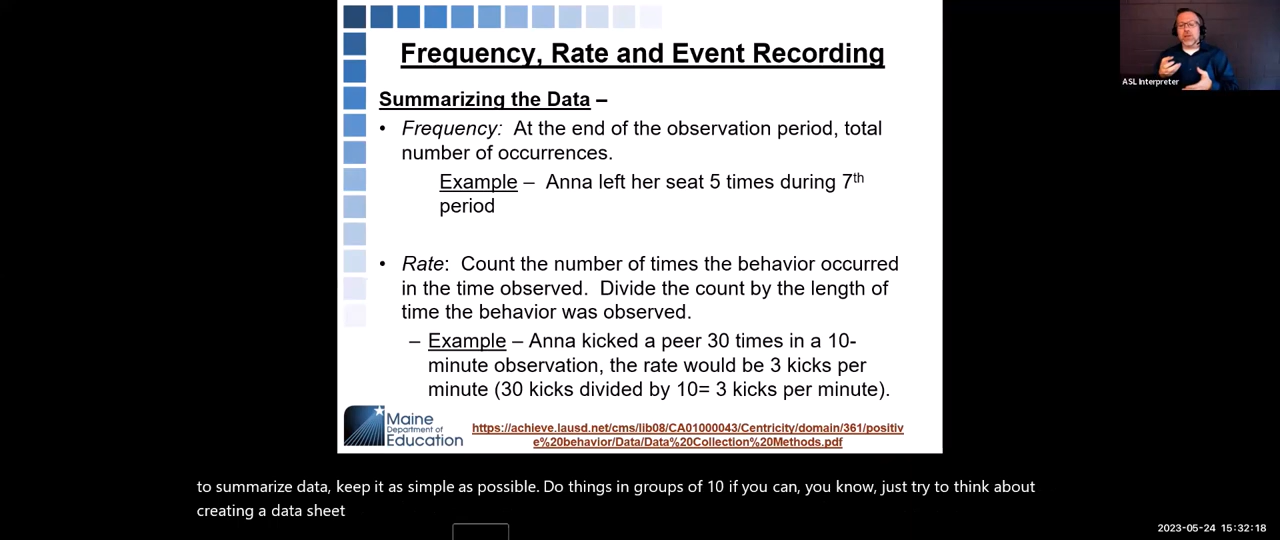 Frequency, Rate and Event Recording
Summarizing the Data –
• Frequency: At the end of the observation period, total
number of occurrences.
Example – Anna left her seat 5 times during 7th
period
• Rate: Count the number of times the behavior occurred
in the time observed. Divide the count by the length of
time the behavior was observed.
– Example – Anna kicked a peer 30 times in a 10-
minute observation, the rate would be 3 kicks per
minute (30 kicks divided by 10= 3 kicks per minute).
Maine
Department of
Education
https://achieve.lausd.net/cms/lib08/CA01000043/Centricity/domain/361/positiv
e%20behavior/Data/Data%20Collection%20Methods.pdf
ASL Interpreter
to summarize data, keep it as simple as possible. Do things in groups of 10 if you can, you know, just try to think about
creating a data sheet
2023-05-24 15:32:18